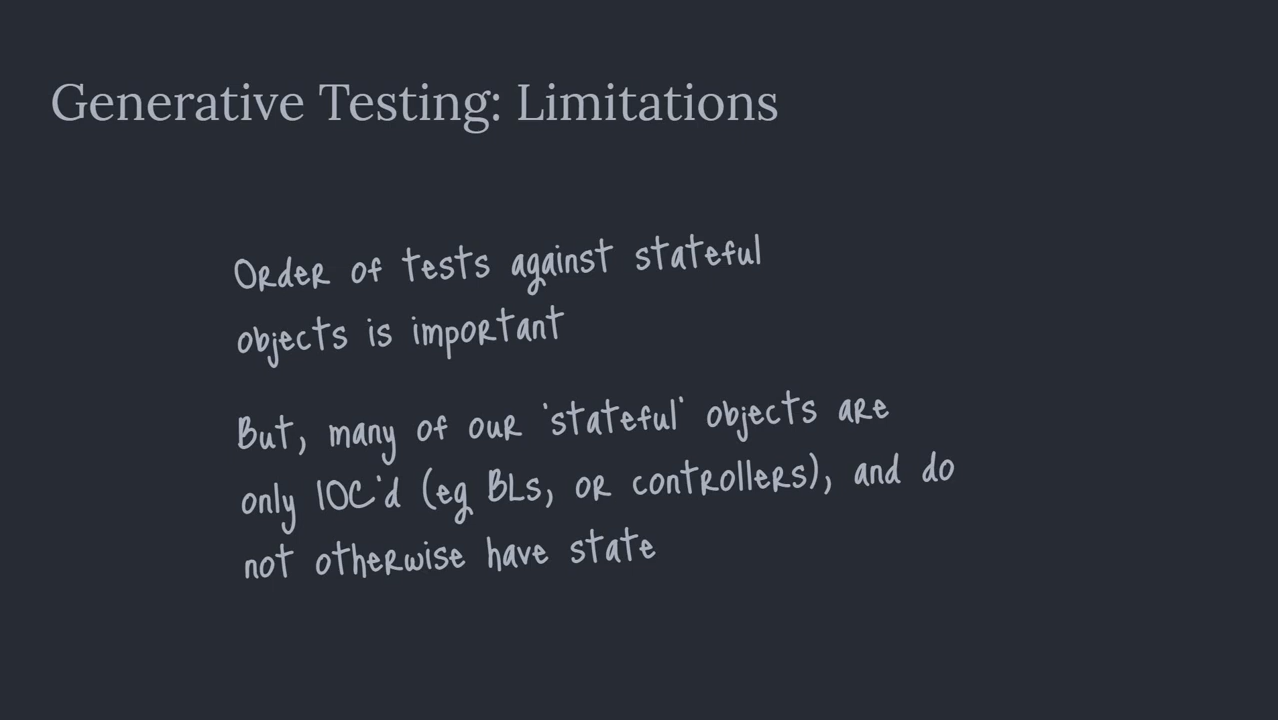 Generative Testing: Limitations
Order of tests against stateful
objects is important
But, many of our 'stateful' objects are
only IOC'd (eg BLs, or controllers), and do
not otherwise have state